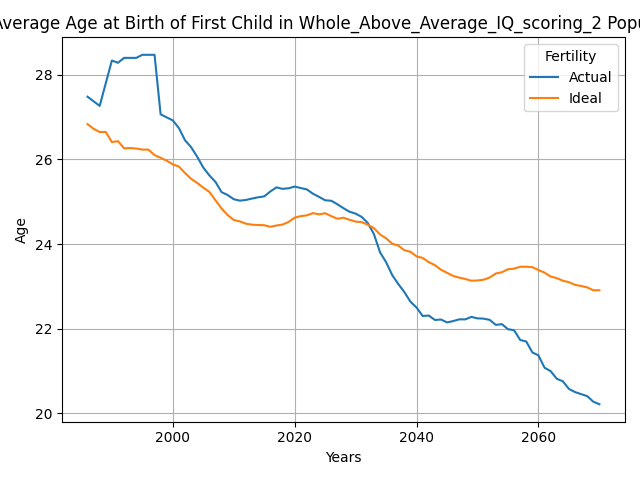 Average Age at Birth of First Child in Whole_Above_Average_IQ_scoring_2
Fertility
Actual
Ideal
28
26
24
22
20
Age
2000 2020 2040 2060
Years